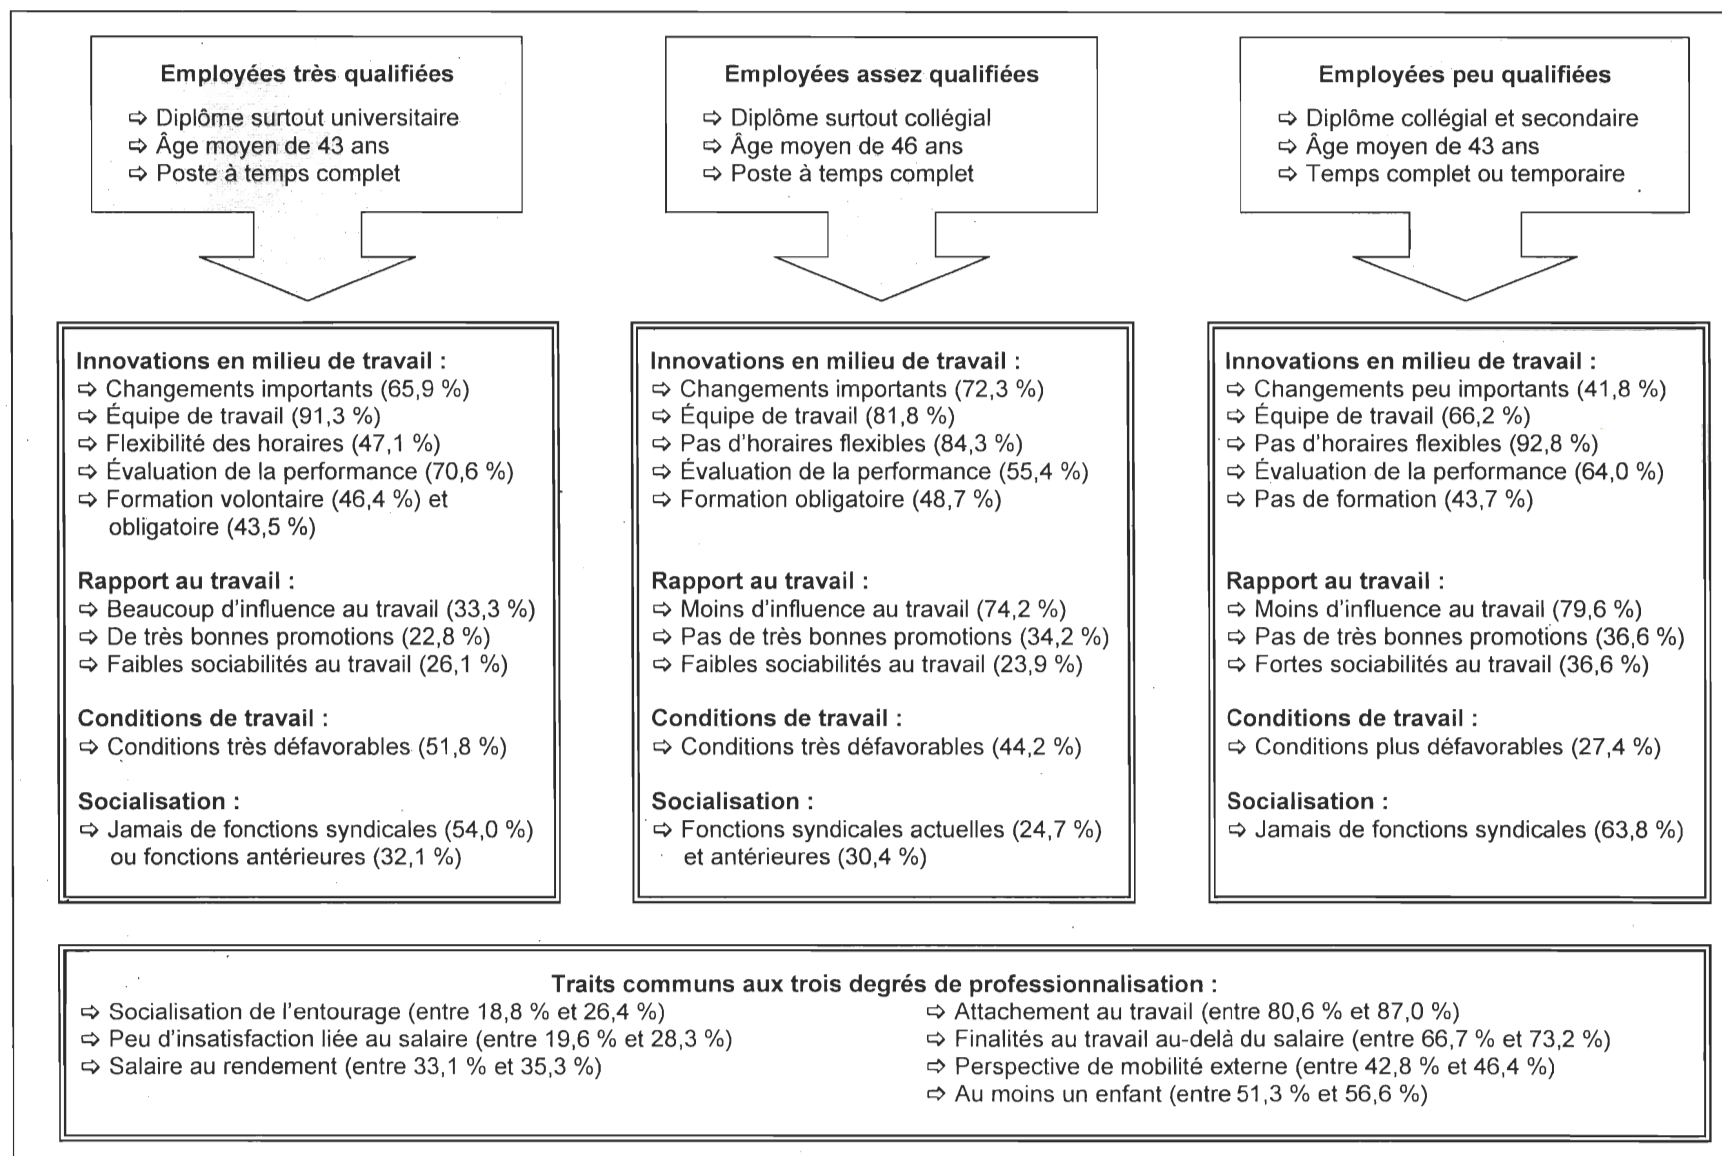 Employées très qualifiées
⇨ Diplôme surtout universitaire
⇨ Âge moyen de 43 ans
⇨ Poste à temps complet
Employées assez qualifiées
⇨ Diplôme surtout collégial
⇨ Âge moyen de 46 ans
⇨ Poste à temps complet
Employées peu qualifiées
⇨ Diplôme collégial et secondaire
⇨ Âge moyen de 43 ans
⇨ Temps complet ou temporaire
Innovations en milieu de travail :
⇨ Changements importants (65,9 %)
⇨ Équipe de travail (91,3 %)
⇨ Flexibilité des horaires (47,1 %)
⇨ Évaluation de la performance (70,6 %)
⇨ Formation volontaire (46,4 %) et
obligatoire (43,5 %)
Rapport au travail :
⇨ Beaucoup d'influence au travail (33,3 %)
⇨ De très bonnes promotions (22,8 %)
⇨ Faibles sociabilités au travail (26,1 %)
Conditions de travail :
⇨ Conditions très défavorables (51,8 %)
Socialisation :
⇨ Jamais de fonctions syndicales (54,0 %)
ou fonctions antérieures (32,1 %)
Innovations en milieu de travail :
⇨ Changements importants (72,3 %)
⇨ Équipe de travail (81,8 %)
⇨ Pas d'horaires flexibles (84,3 %)
⇨ Évaluation de la performance (55,4 %)
⇨ Formation obligatoire (48,7 %)
Rapport au travail :
⇨ Moins d'influence au travail (74,2 %)
⇨ Pas de très bonnes promotions (34,2 %)
⇨ Faibles sociabilités au travail (23,9 %)
Conditions de travail :
⇨ Conditions très défavorables (44,2 %)
Socialisation :
⇨ Fonctions syndicales actuelles (24,7 %)
et antérieures (30,4 %)
Innovations en milieu de travail :
⇨ Changements peu importants (41,8 %)
⇨ Équipe de travail (66,2 %)
⇨ Pas d'horaires flexibles (92,8 %)
⇨ Évaluation de la performance (64,0 %)
⇨ Pas de formation (43,7 %)
Rapport au travail :
⇨ Moins d'influence au travail (79,6 %)
⇨ Pas de très bonnes promotions (36,6 %)
⇨ Fortes sociabilités au travail (36,6 %)
Conditions de travail :
⇨ Conditions plus défavorables (27,4 %)
Socialisation :
⇨ Jamais de fonctions syndicales (63,8 %)
Traits communs aux trois degrés de professionnalisation :
⇨ Socialisation de l'entourage (entre 18,8 % et 26,4 %)
⇨ Peu d'insatisfaction liée au salaire (entre 19,6 % et 28,3 %)
⇨ Salaire au rendement (entre 33,1 % et 35,3 %)
⇨ Attachement au travail (entre 80,6 % et 87,0 %)
⇨ Finalités au travail au-delà du salaire (entre 66,7 % et 73,2 %)
⇨ Perspective de mobilité externe (entre 42,8 % et 46,4 %)
⇨ Au moins un enfant (entre 51,3 % et 56,6 %)